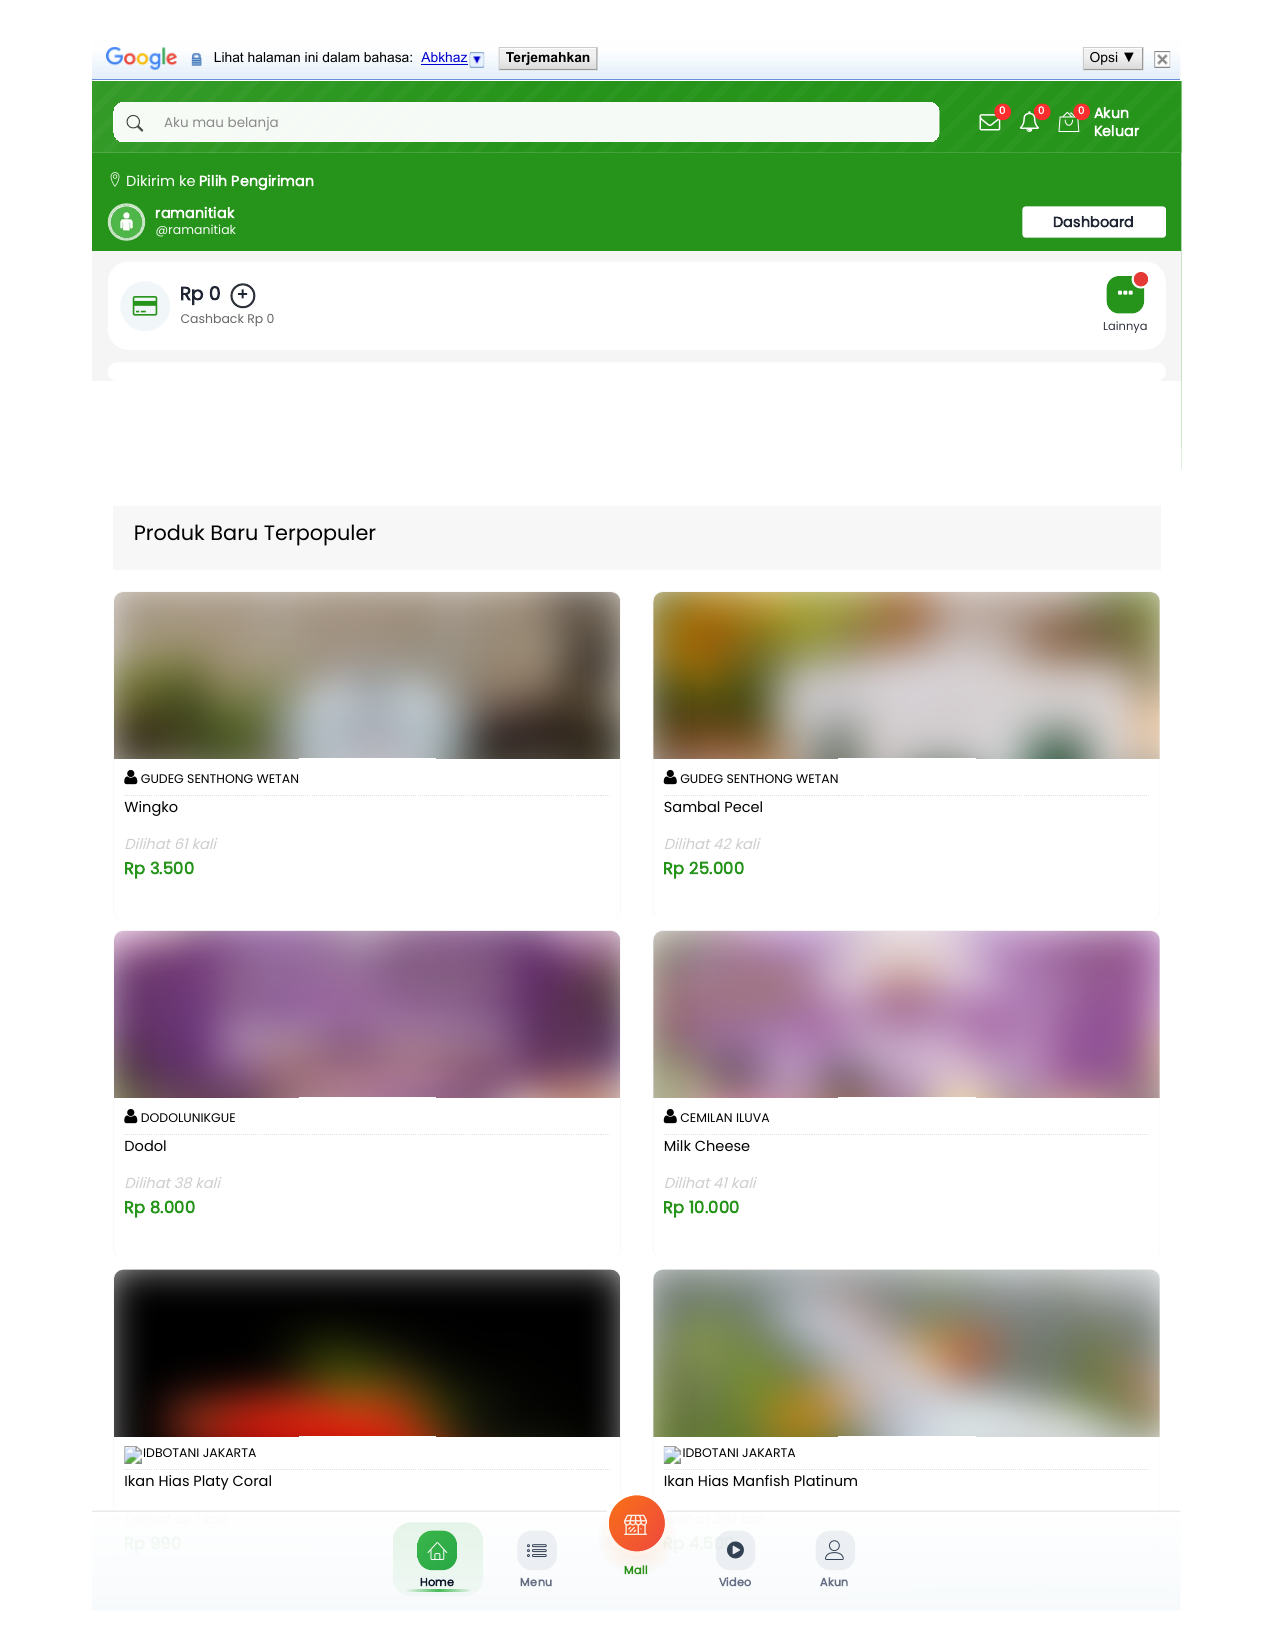 Google Lihat halaman ini dalam bahasa: Abkhaz Terjemahkan Opsi ▼
Aku mau belanja
0 0 0 Akun
Keluar
Dikirim ke Pilih Pengiriman
ramanitiak
@ramanitiak
Dashboard
Rp 0
Cashback Rp 0
Lainnya
Produk Baru Terpopuler
GUDEG SENTHONG WETAN
Wingko
Dilihat 61 kali
Rp 3.500
GUDEG SENTHONG WETAN
Sambal Pecel
Dilihat 42 kali
Rp 25.000
DODOLUNIKGUE
Dodol
Dilihat 38 kali
Rp 8.000
CEMILAN ILUVA
Milk Cheese
Dilihat 41 kali
Rp 10.000
IDBOTANI JAKARTA
Ikan Hias Platy Coral
Rp 990
IDBOTANI JAKARTA
Ikan Hias Manfish Platinum
Home
Menu
Mall
Video
Akun